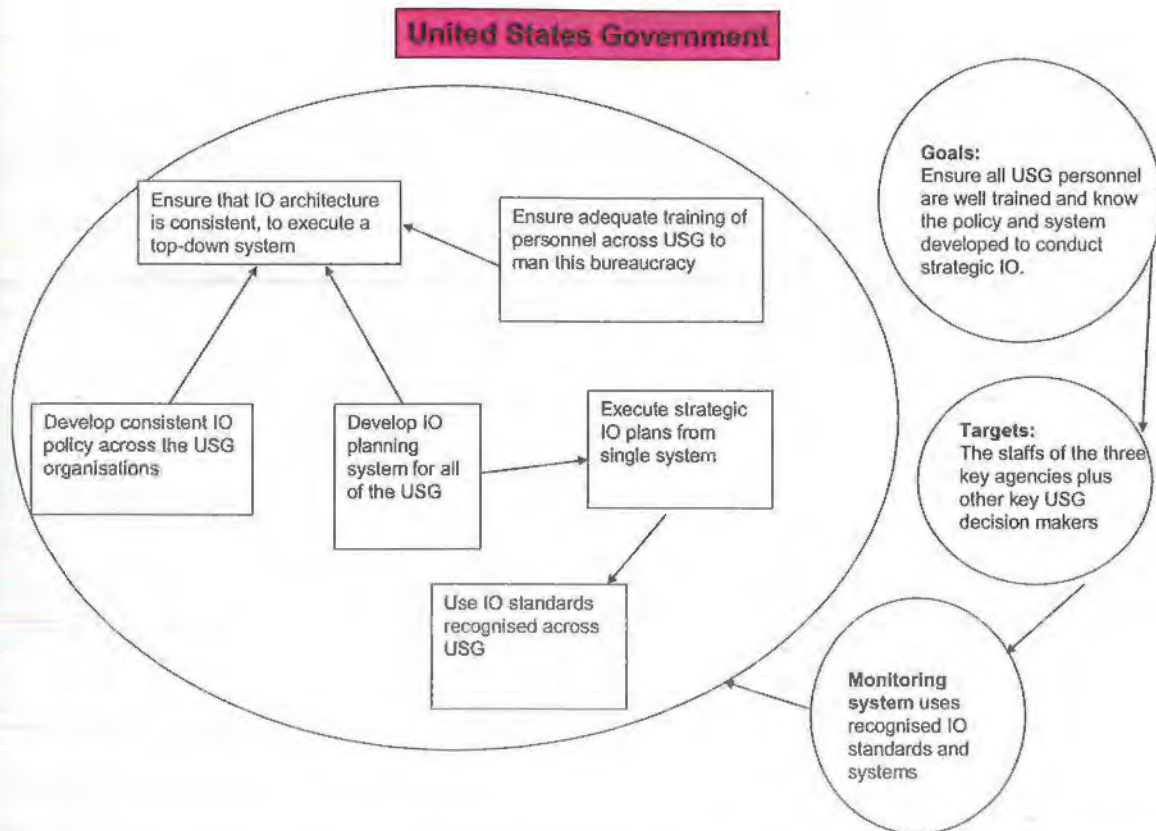 United States Government
Ensure that IO architecture
is consistent, to execute a
top-down system
Ensure adequate training of
personnel across USG to
man this bureaucracy
Develop consistent IO
policy across the USG
organisations
Develop IO
planning
system for all
of the USG
Execute strategic
IO plans from
single system
Use IO standards
recognised across
USG
Goals:
Ensure all USG personnel
are well trained and know
the policy and system
developed to conduct
strategic IO.
Targets:
The staffs of the three
key agencies plus
other key USG
decision makers
Monitoring
system uses
recognised IO
standards and
systems